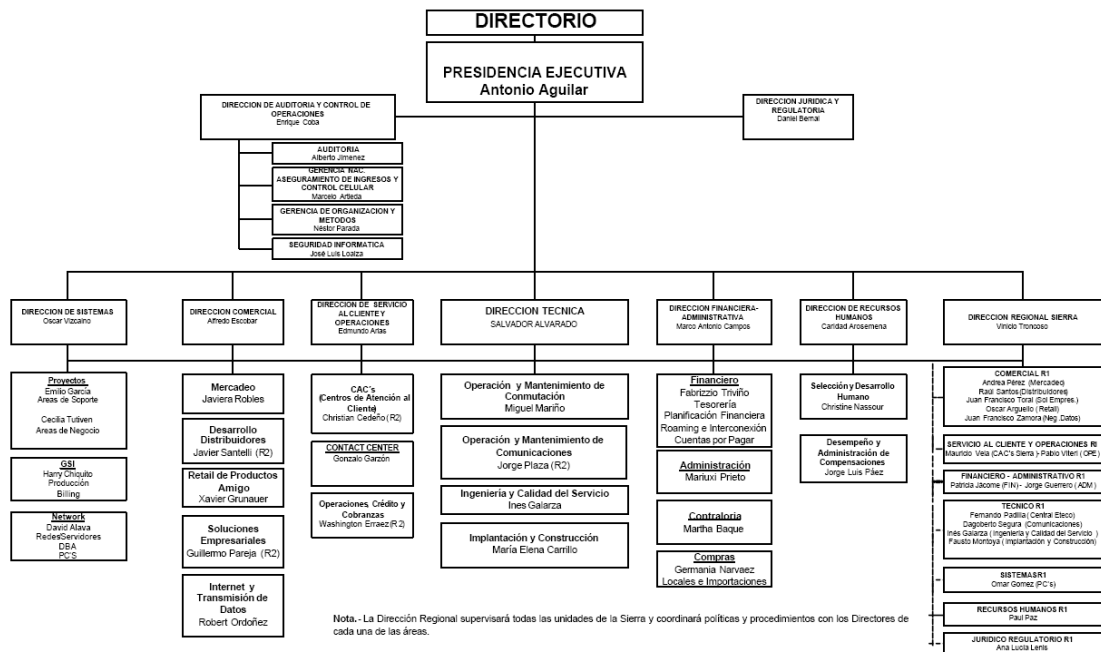 DIRECTORIO
PRESIDENCIA EJECUTIVA
Antonio Aguilar
DIRECCION DE AUDITORIA Y CONTROL DE
OPERACIONES
Enrique Coba
DIRECCION JURIDICA Y
REGULATORIA
Daniel Bernal
AUDITORIA
Alberto Jimenez
GERENCIA NAC.
ASEGURAMIENTO DE INGRESOS Y
CONTROL CELULAR
Marcelo Artieda
GERENCIA DE ORGANIZACION Y
METODOS
Néstor Parada
SEGURIDAD INFORMATICA
José Luis Loaiza
DIRECCION DE SISTEMAS
Oscar Vizcaino
DIRECCION COMERCIAL
Alfredo Escobar
DIRECCION DE SERVICIO
AL CLIENTE Y
OPERACIONES
Edmundo Arias
DIRECCION TECNICA
SALVADOR ALVARADO
DIRECCION FINANCIERA-
ADMINISTRATIVA
Marco Antonio Campos
DIRECCION DE RECURSOS
HUMANOS
Caridad Arosemena
DIRECCION REGIONAL SIERRA
Vinicio Troncoso
Proyectos
Emilio García
Areas de Soporte
Cecilia Tutiven
Areas de Negocio
GSI
Harry Chiquito
Producción
Billing
Network
David Alava
Redes/Servidores
DBA
PC'S
Mercadeo
Javiera Robles
Desarrollo
Distribuidores
Javier Santelli (R2)
Retail de Productos
Amigo
Xavier Grunauer
Soluciones
Empresariales
Guillermo Pareja (R2)
Internet y
Transmisión de
Datos
Robert Ordoñez
CAC's
(Centros de Atención al
Cliente)
Christian Cedeño (R2)
CONTACT CENTER
Gonzalo Garzón
Operaciones, Crédito y
Cobranzas
Washington Erraez(R2)
Operación y Mantenimiento de
Conmutación
Miguel Mariño
Operación y Mantenimiento de
Comunicaciones
Jorge Plaza (R2)
Ingeniería y Calidad del Servicio
Ines Galarza
Implantación y Construcción
María Elena Carrillo
Financiero
Fabrizzio Triviño
Tesorería
Planificación Financiera
Roaming e Interconexión
Cuentas por Pagar
Administración
Mariuxi Prieto
Contraloria
Martha Baque
Compras
Germania Narvaez
Locales e Importaciones
Selección y Desarrollo
Humano
Christine Nassour
Desempeño y
Administración de
Compensaciones
Jorge Luis Páez
COMERCIAL R1
Andrea Pérez (Mercadeo)
Raúl Santos(Distribuidores)
Juan Francisco Toral (Sol Empres.)
Oscar Arguello (Retail)
Juan Francisco Zamora (Neg.Datos)
SERVICIO AL CLIENTE Y OPERACIONES RI
Mauricio Vela (CAC's Sierra) - Pablo Viteri (OPE)
FINANCIERO - ADMINISTRATIVO R1
Patricia Jácome (FIN) - Jorge Guerrero ( ADM )
TECNICO R1
Fernando Padilla ( Central Eteco)
Dagoberto Segura (Comunicaciones)
Inés Galarza ( Ingeniería y Calidad del Servicio )
Fausto Montoya ( Implantación y Construcción)
SISTEMASR1
Omar Gomez (PC's)
RECURSOS HUMANOS R1
Paul Paz
JURIDICO REGULATORIO R1
Ana Lucía Lenis
Nota.- La Dirección Regional supervisará todas las unidades de la Sierra y coordinará políticas y procedimientos con los Directores de
cada una de las áreas.